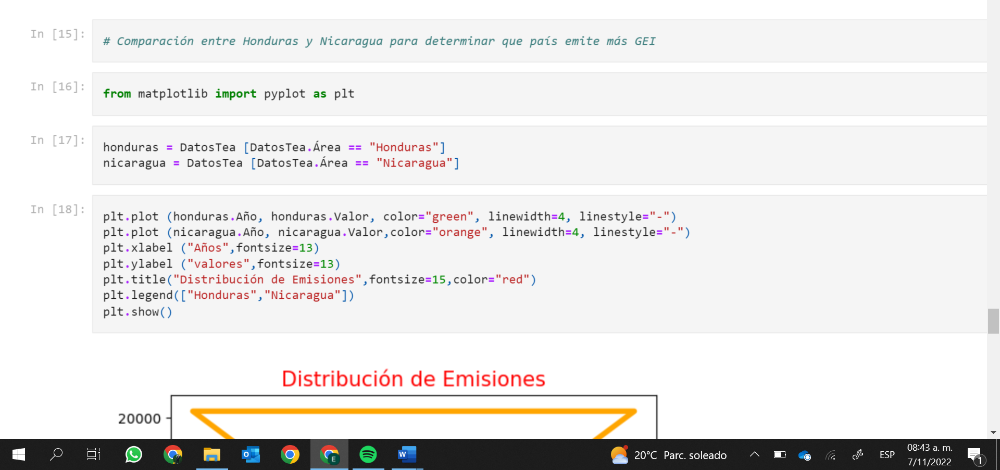 In [15]:
# Comparación entre Honduras y Nicaragua para determinar que país emite más GEI
In [16]:
from matplotlib import pyplot as plt
In [17]:
honduras = DatosTea [DatosTea.Área == "Honduras"]
nicaragua = DatosTea [DatosTea.Área == "Nicaragua"]
In [18]:
plt.plot (honduras.Año, honduras.Valor, color="green", linewidth=4, linestyle="-")
plt.plot (nicaragua.Año, nicaragua.Valor,color="orange", linewidth=4, linestyle="-")
plt.xlabel ("Años",fontsize=13)
plt.ylabel ("valores",fontsize=13)
plt.title("Distribución de Emisiones",fontsize=15,color="red")
plt.legend(["Honduras","Nicaragua"])
plt.show()
Distribución de Emisiones
20000
E
O
W
20°C Parc. soleado
ESP
08:43 a. m.
7/11/2022
1